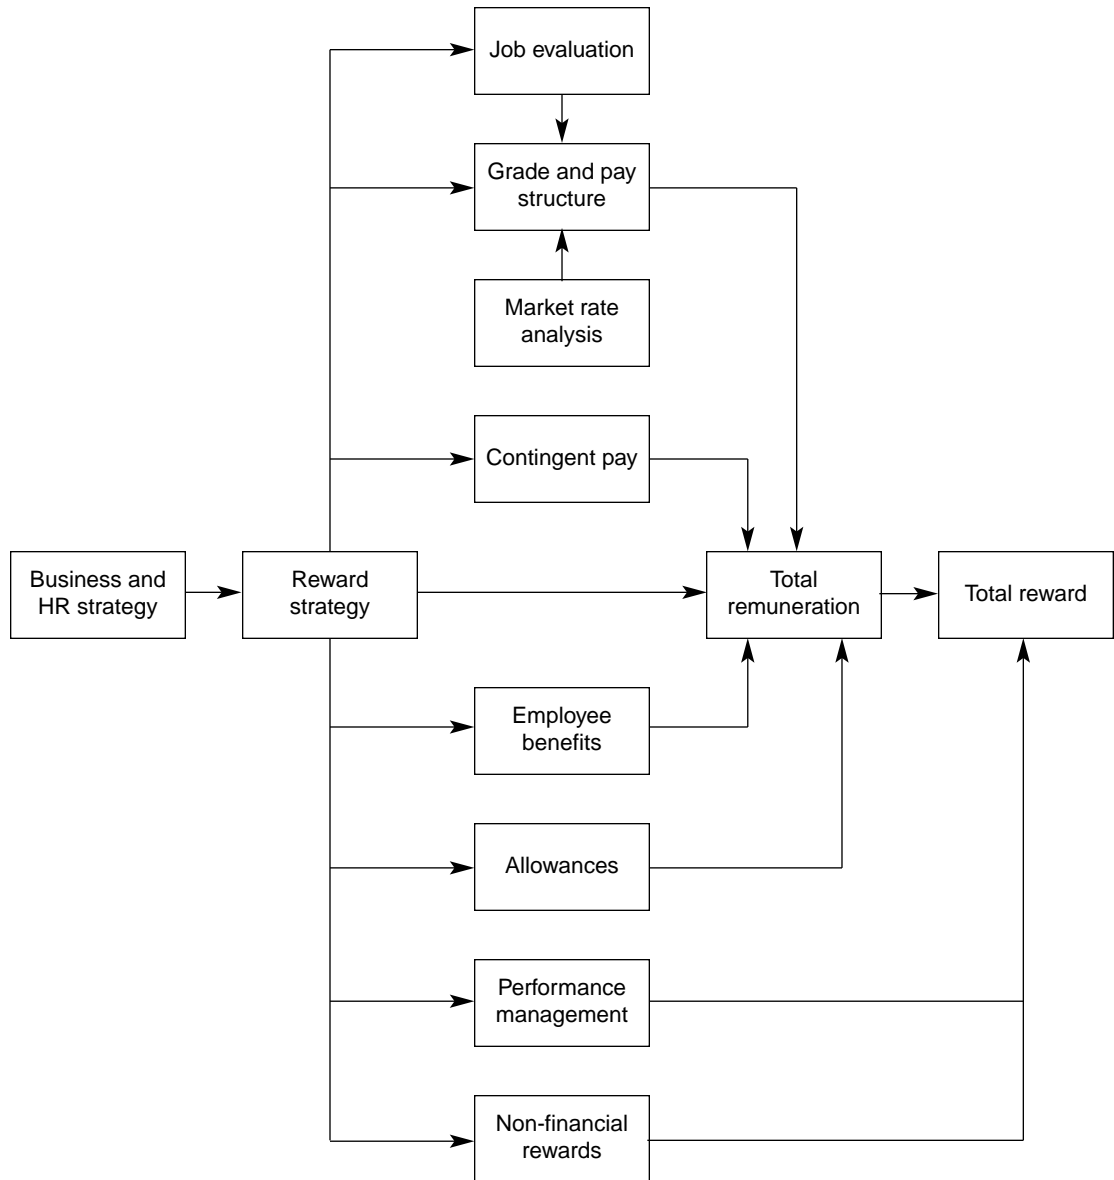 Job evaluation
Grade and pay
structure
Market rate
analysis
Contingent pay
Business and
HR strategy
Reward
strategy
Total
remuneration
Total reward
Employee
benefits
Allowances
Performance
management
Non-financial
rewards